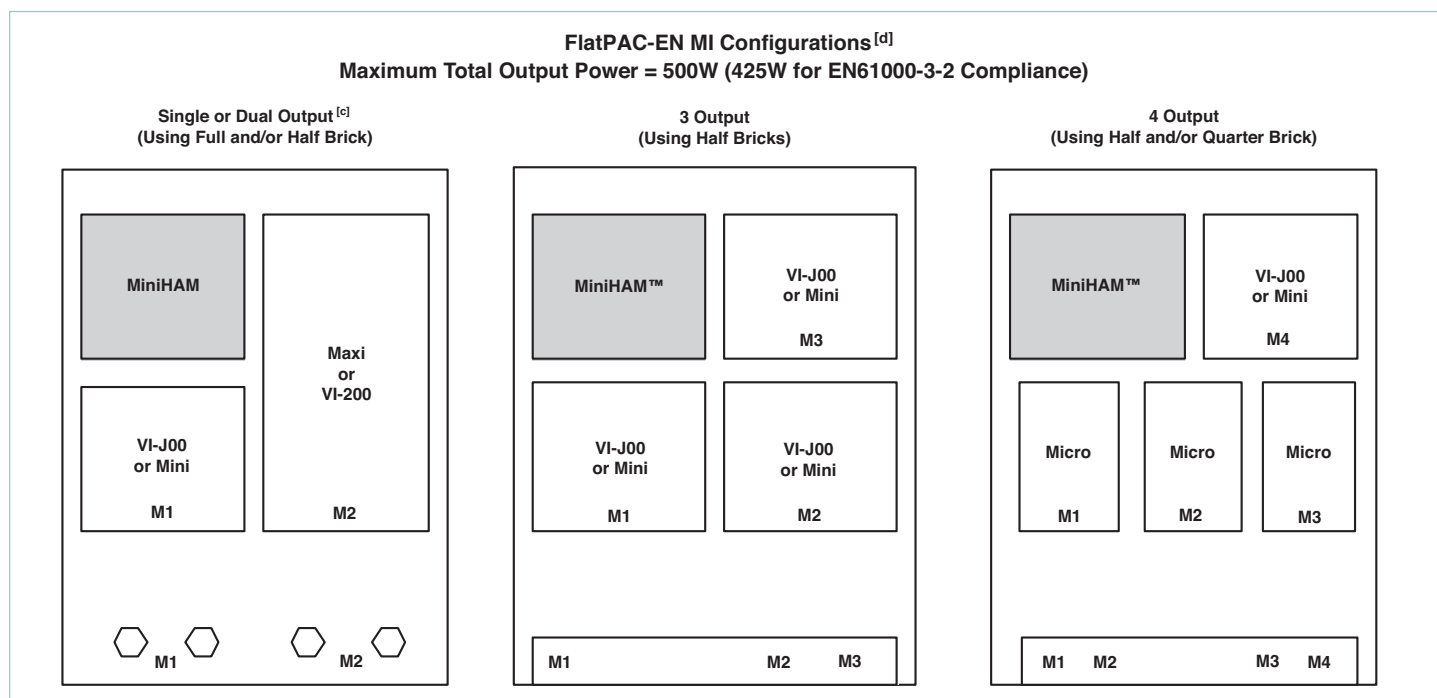 FlatPAC-EN MI Configurations [d]
Maximum Total Output Power = 500W (425W for EN61000-3-2 Compliance)
Single or Dual Output [c]
(Using Full and/or Half Brick)
MiniHAM
Maxi
or
VI-200
VI-J00
or Mini
M1
M2
M1
M2
3 Output
(Using Half Bricks)
MiniHAM™
VI-J00
or Mini
M3
VI-J00
or Mini
M1
VI-J00
or Mini
M2
M1 M2 M3
4 Output
(Using Half and/or Quarter Brick)
MiniHAM™
VI-J00
or Mini
M4
Micro
M1
Micro
M2
Micro
M3
M1 M2 M3 M4